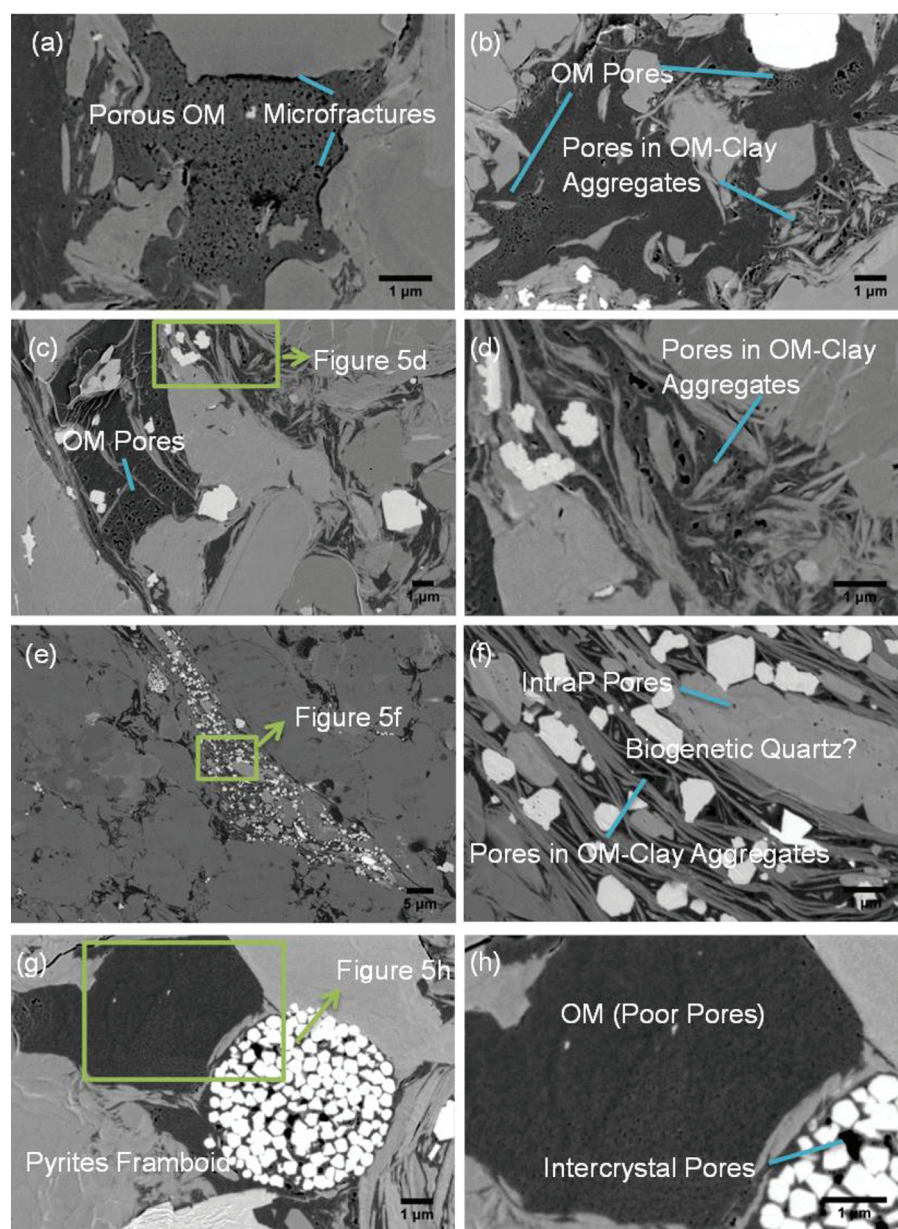 (a)
Porous OM
Microfractures
1 µm
(b)
OM Pores
Pores in OM-Clay
Aggregates
1 µm
(c)
Figure 5d
OM Pores
1 µm
(d)
Pores in OM-Clay
Aggregates
1 µm
(e)
Figure 5f
5 µm
(f)
IntraP Pores
Biogenetic Quartz?
Pores in OM-Clay Aggregates
1 µm
(g)
Figure 5h
Pyrites Framboid
1 µm
(h)
OM (Poor Pores)
Intercrystal Pores
1 µm